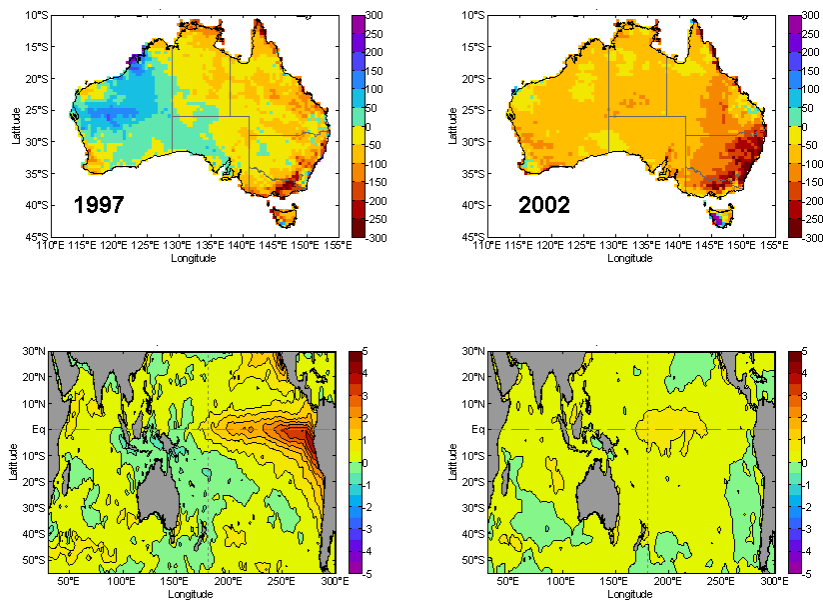 10°S
15°S
20°S
25°S
30°S
35°S
40°S
45°S
Latitude
1997
110°E 115°E 120°E 125°E 130°E 135°E 140°E 145°E 150°E 155°E
Longitude
300
250
200
150
100
50
0
-50
-100
-150
-200
-250
-300
10°S
15°S
20°S
25°S
30°S
35°S
40°S
45°S
Latitude
2002
110°E 115°E 120°E 125°E 130°E 135°E 140°E 145°E 150°E 155°E
Longitude
300
250
200
150
100
50
0
-50
-100
-150
-200
-250
-300
30°N
20°N
10°N
Eq
10°S
20°S
30°S
40°S
50°S
Latitude
50°E 100°E 150°E 200°E 250°E 300°E
Longitude
5
4
3
2
1
0
-1
-2
-3
-4
-5
30°N
20°N
10°N
Eq
10°S
20°S
30°S
40°S
50°S
Latitude
50°E 100°E 150°E 200°E 250°E 300°E
Longitude
5
4
3
2
1
0
-1
-2
-3
-4
-5